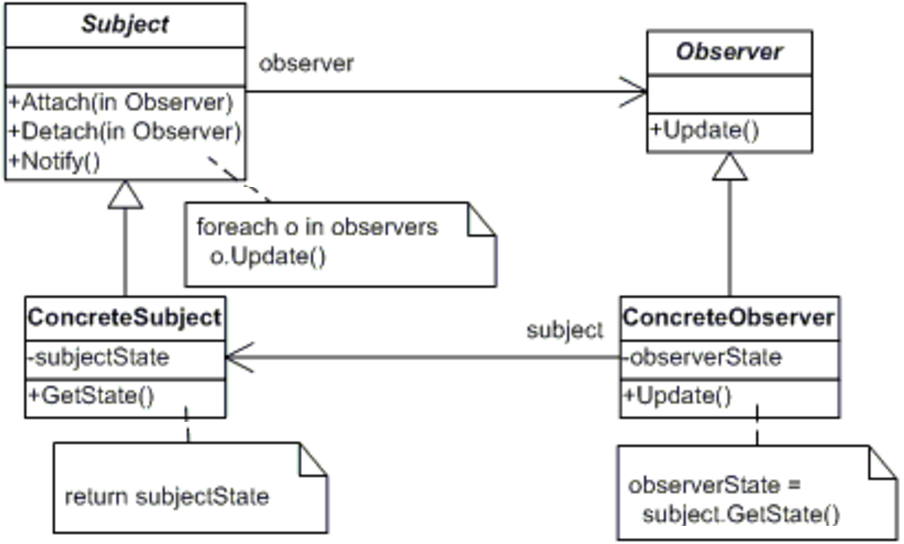 Subject
+Attach(in Observer)
+Detach(in Observer)
+Notify()
observer
Observer
+Update()
foreach o in observers
o.Update()
ConcreteSubject
-subjectState
+GetState()
subject
ConcreteObserver
-observerState
+Update()
return subjectState
observerState =
subject.GetState()